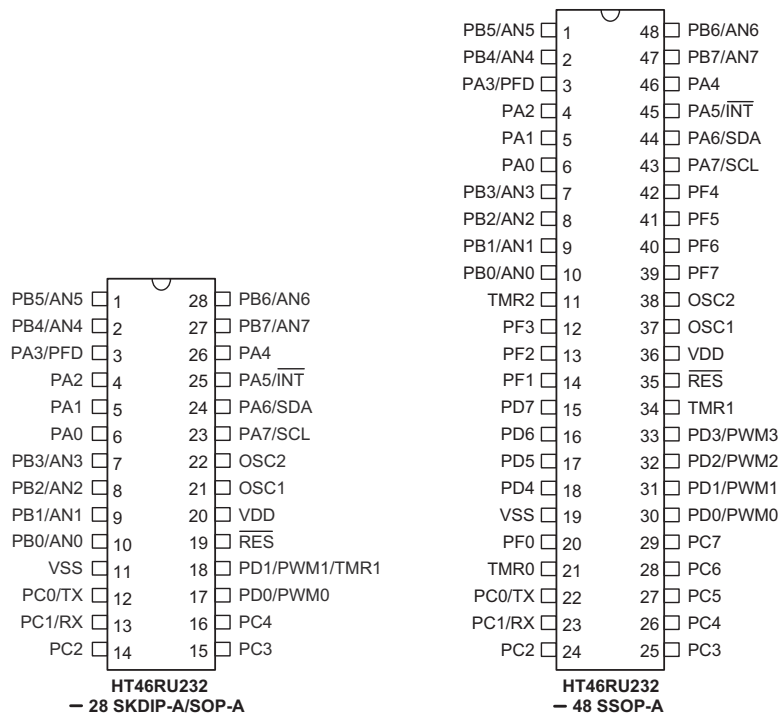 PB5/AN5 1 48 PB6/AN6
PB4/AN4 2 47 PB7/AN7
PA3/PFD 3 46 PA4
PA2 4 45 PA5/INT
PA1 5 44 PA6/SDA
PA0 6 43 PA7/SCL
PB3/AN3 7 42 PF4
PB2/AN2 8 41 PF5
PB1/AN1 9 40 PF6
PB0/AN0 10 39 PF7
TMR2 11 38 OSC2
PF3 12 37 OSC1
PF2 13 36 VDD
PF1 14 35 RES
PD7 15 34 TMR1
PD6 16 33 PD3/PWM3
PD5 17 32 PD2/PWM2
PD4 18 31 PD1/PWM1
VSS 19 30 PD0/PWM0
PF0 20 29 PC7
TMR0 21 28 PC6
PC0/TX 22 27 PC5
PC1/RX 23 26 PC4
PC2 24 25 PC3
HT46RU232
– 48 SSOP-A
PB5/AN5 1 28 PB6/AN6
PB4/AN4 2 27 PB7/AN7
PA3/PFD 3 26 PA4
PA2 4 25 PA5/INT
PA1 5 24 PA6/SDA
PA0 6 23 PA7/SCL
PB3/AN3 7 22 OSC2
PB2/AN2 8 21 OSC1
PB1/AN1 9 20 VDD
PB0/AN0 10 19 RES
VSS 11 18 PD1/PWM1/TMR1
PC0/TX 12 17 PD0/PWM0
PC1/RX 13 16 PC4
PC2 14 15 PC3
HT46RU232
– 28 SKDIP-A/SOP-A